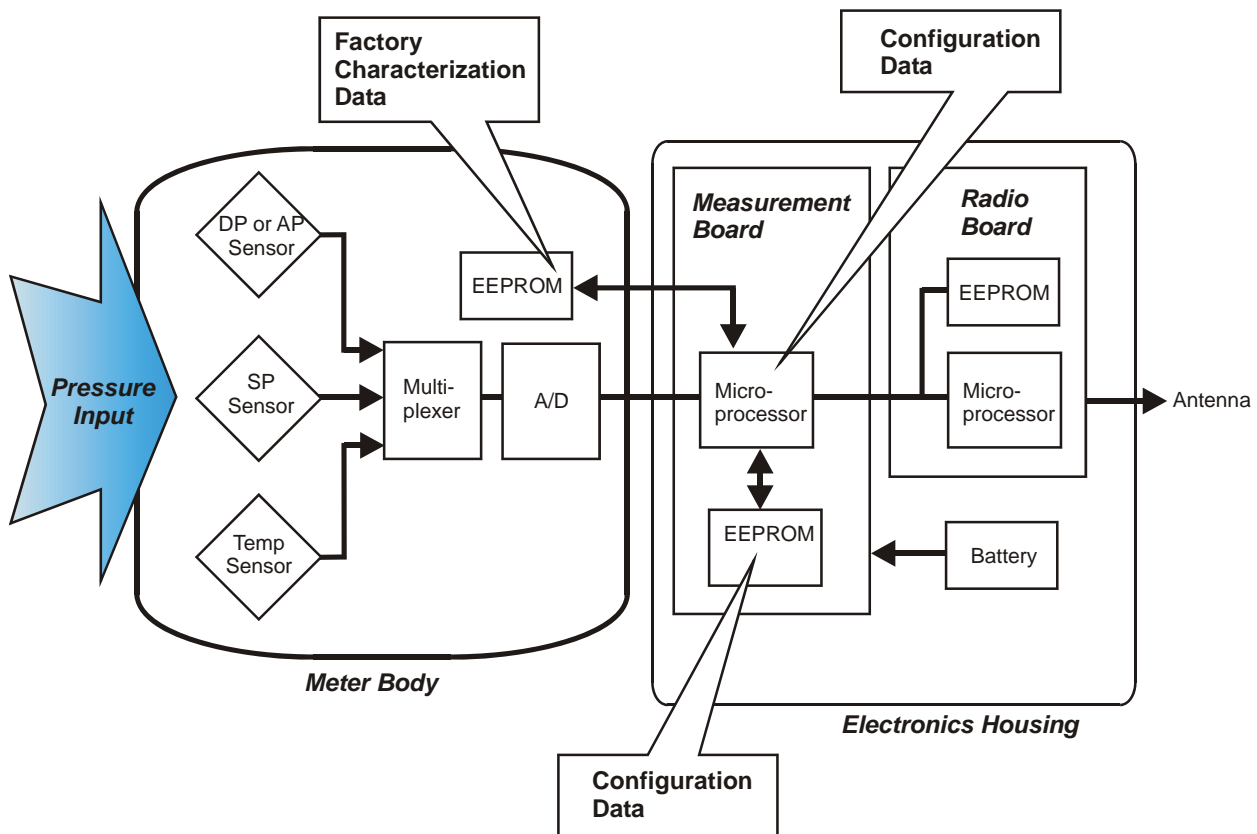 Factory
Characterization
Data
Configuration
Data
Measurement
Board
Radio
Board
DP or AP
Sensor
EEPROM
EEPROM
Pressure
Input
SP
Sensor
Multi-
plexer
A/D
Micro-
processor
Micro-
processor
Antenna
Temp
Sensor
EEPROM
Battery
Meter Body
Electronics Housing
Configuration
Data